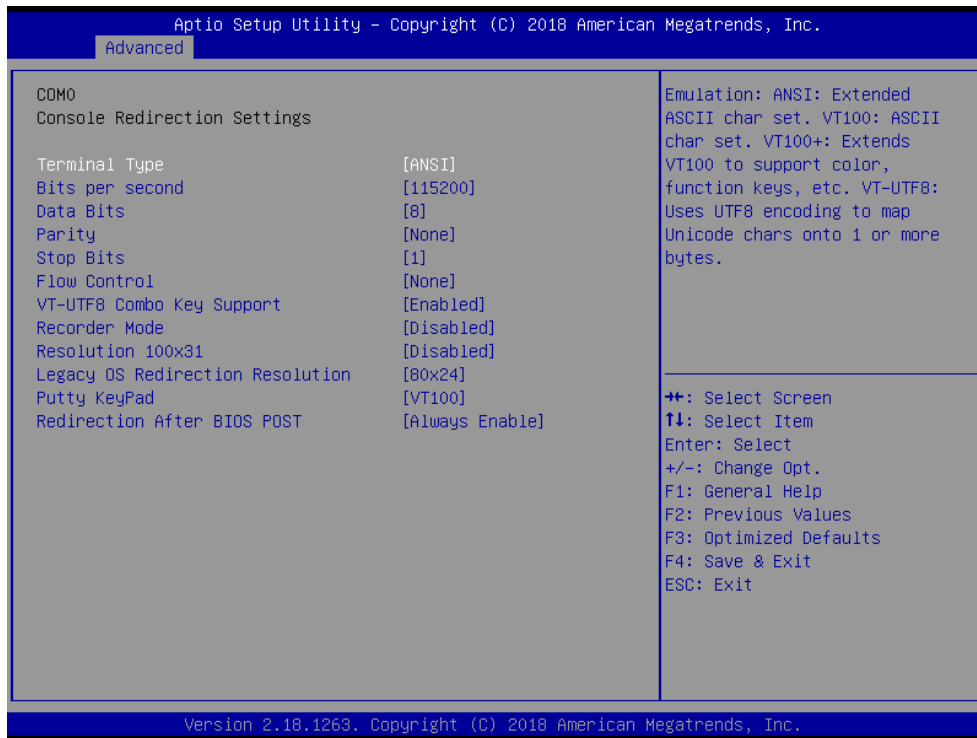 Aptio Setup Utility – Copyright (C) 2018 American Megatrends, Inc.
Advanced
COM0
Console Redirection Settings
Terminal Type [ANSI]
Bits per second [115200]
Data Bits [8]
Parity [None]
Stop Bits [1]
Flow Control [None]
VT-UTF8 Combo Key Support [Enabled]
Recorder Mode [Disabled]
Resolution 100x31 [Disabled]
Legacy OS Redirection Resolution [80x24]
Putty KeyPad [VT100]
Redirection After BIOS POST [Always Enable]
Emulation: ANSI: Extended
ASCII char set. VT100: ASCII
char set. VT100+: Extends
VT100 to support color,
function keys, etc. VT-UTF8:
Uses UTF8 encoding to map
Unicode chars onto 1 or more
bytes.
→←: Select Screen
↑↓: Select Item
Enter: Select
+/-: Change Opt.
F1: General Help
F2: Previous Values
F3: Optimized Defaults
F4: Save & Exit
ESC: Exit
Version 2.18.1263. Copyright (C) 2018 American Megatrends, Inc.